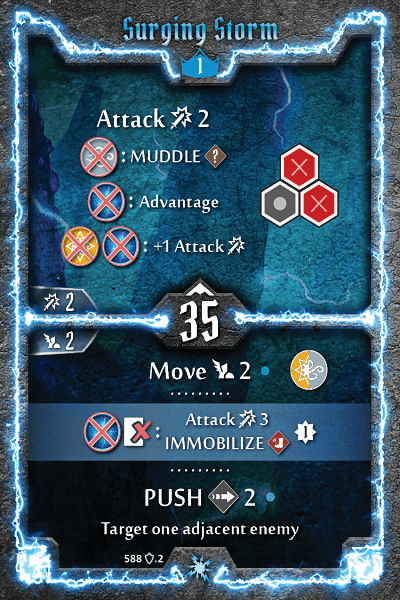 Surging Storm
1
Attack 2
: MUDDLE ?
: Advantage
: +1 Attack
2
35
2
Move 2
: Attack 3
IMMOBILIZE
PUSH 2
Target one adjacent enemy
588 .2